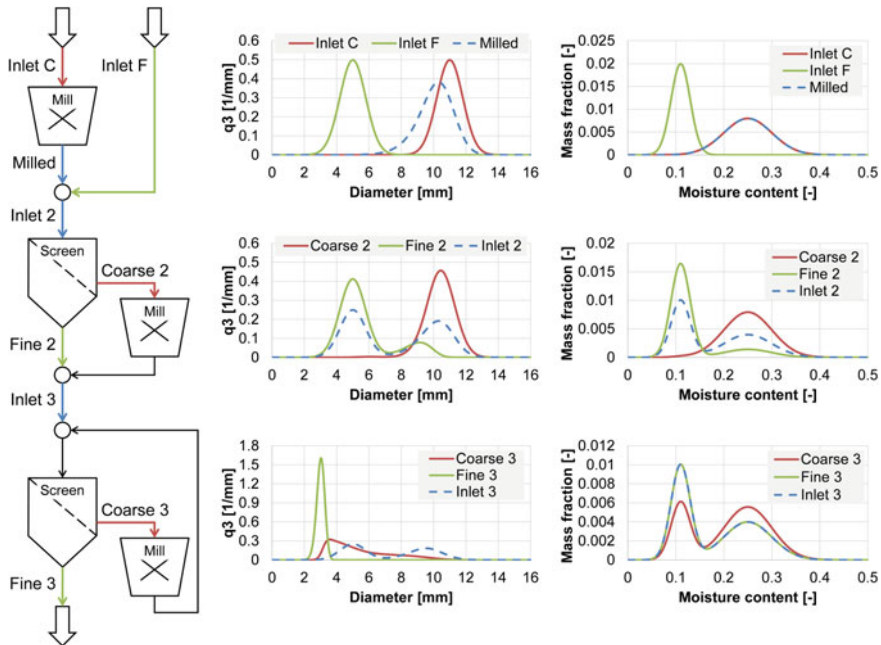 Inlet C
Inlet F
Mill
Milled
Inlet 2
Screen
Coarse 2
Mill
Fine 2
Inlet 3
Screen
Coarse 3
Mill
Fine 3
Inlet C Inlet F Milled
q3 [1/mm]
0.6
0.5
0.4
0.3
0.2
0.1
0
0 2 4 6 8 10 12 14 16
Diameter [mm]
Mass fraction [-]
0.025
0.02
0.015
0.01
0.005
0
Inlet C
Inlet F
Milled
0 0.1 0.2 0.3 0.4 0.5
Moisture content [-]
Coarse 2 Fine 2 Inlet 2
q3 [1/mm]
0.6
0.5
0.4
0.3
0.2
0.1
0
0 2 4 6 8 10 12 14 16
Diameter [mm]
Mass fraction [-]
0.02
0.015
0.01
0.005
0
Coarse 2
Fine 2
Inlet 2
0 0.1 0.2 0.3 0.4 0.5
Moisture content [-]
q3 [1/mm]
1.8
1.5
1.2
0.9
0.6
0.3
0
Coarse 3
Fine 3
Inlet 3
0 2 4 6 8 10 12 14 16
Diameter [mm]
Mass fraction [-]
0.012
0.01
0.008
0.006
0.004
0.002
0
Coarse 3
Fine 3
Inlet 3
0 0.1 0.2 0.3 0.4 0.5
Moisture content [-]